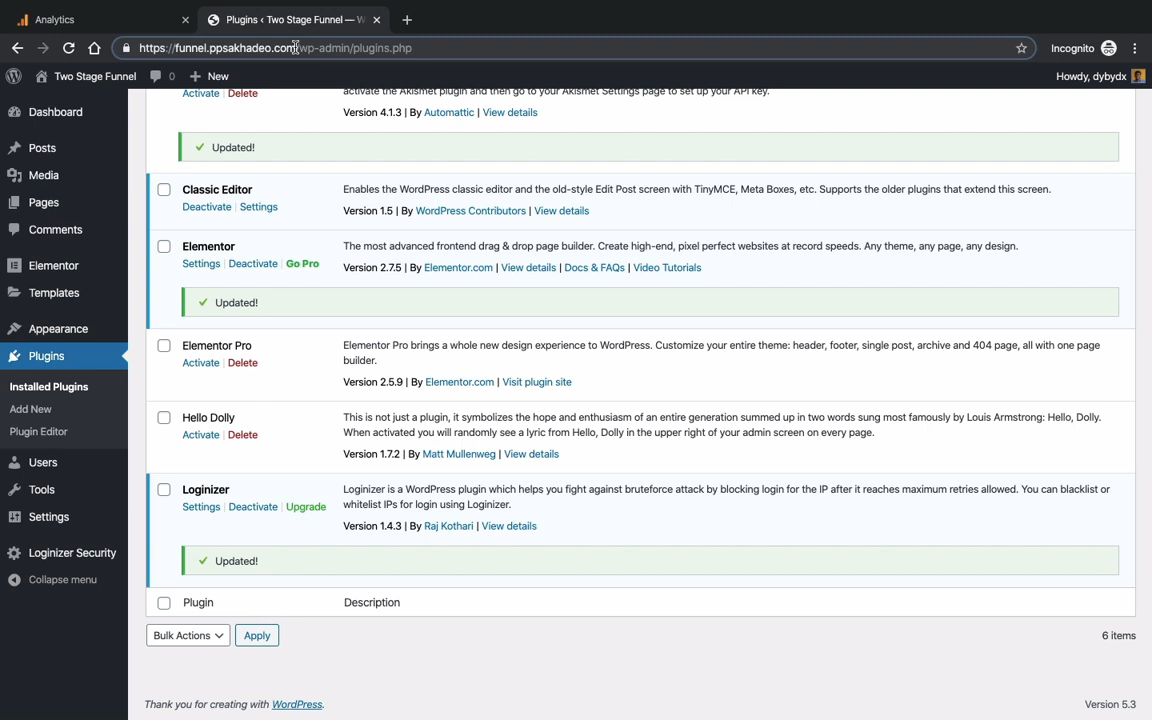 Analytics
Plugins ‹ Two Stage Funnel — W
https://funnel.ppsakhadeo.com/wp-admin/plugins.php
Incognito
Two Stage Funnel
0
New
Howdy, dybydx
Dashboard
Posts
Media
Pages
Comments
Elementor
Templates
Appearance
Plugins
Installed Plugins
Add New
Plugin Editor
Users
Tools
Settings
Loginizer Security
Collapse menu
Activate | Delete
activate the Akismet plugin and then go to your Akismet Settings page to set up your API key.
Version 4.1.3 | By Automattic | View details
Updated!
Classic Editor
Deactivate | Settings
Enables the WordPress classic editor and the old-style Edit Post screen with TinyMCE, Meta Boxes, etc. Supports the older plugins that extend this screen.
Version 1.5 | By WordPress Contributors | View details
Elementor
Settings | Deactivate | Go Pro
The most advanced frontend drag & drop page builder. Create high-end, pixel perfect websites at record speeds. Any theme, any page, any design.
Version 2.7.5 | By Elementor.com | View details | Docs & FAQs | Video Tutorials
Updated!
Elementor Pro
Activate | Delete
Elementor Pro brings a whole new design experience to WordPress. Customize your entire theme: header, footer, single post, archive and 404 page, all with one page
builder.
Version 2.5.9 | By Elementor.com | Visit plugin site
Hello Dolly
Activate | Delete
This is not just a plugin, it symbolizes the hope and enthusiasm of an entire generation summed up in two words sung most famously by Louis Armstrong: Hello, Dolly.
When activated you will randomly see a lyric from Hello, Dolly in the upper right of your admin screen on every page.
Version 1.7.2 | By Matt Mullenweg | View details
Loginizer
Settings | Deactivate | Upgrade
Loginizer is a WordPress plugin which helps you fight against bruteforce attack by blocking login for the IP after it reaches maximum retries allowed. You can blacklist or
whitelist IPs for login using Loginizer.
Version 1.4.3 | By Raj Kothari | View details
Updated!
Plugin
Description
Bulk Actions
Apply
6 items
Thank you for creating with WordPress.
Version 5.3